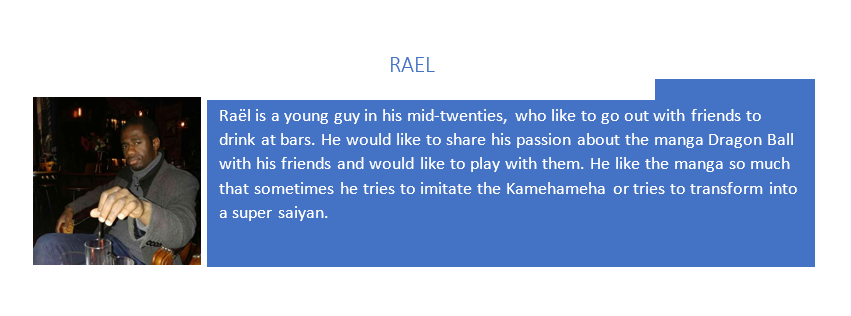 RAEL
Raël is a young guy in his mid-twenties, who like to go out with friends to
drink at bars. He would like to share his passion about the manga Dragon Ball
with his friends and would like to play with them. He like the manga so much
that sometimes he tries to imitate the Kamehameha or tries to transform into
a super saiyan.